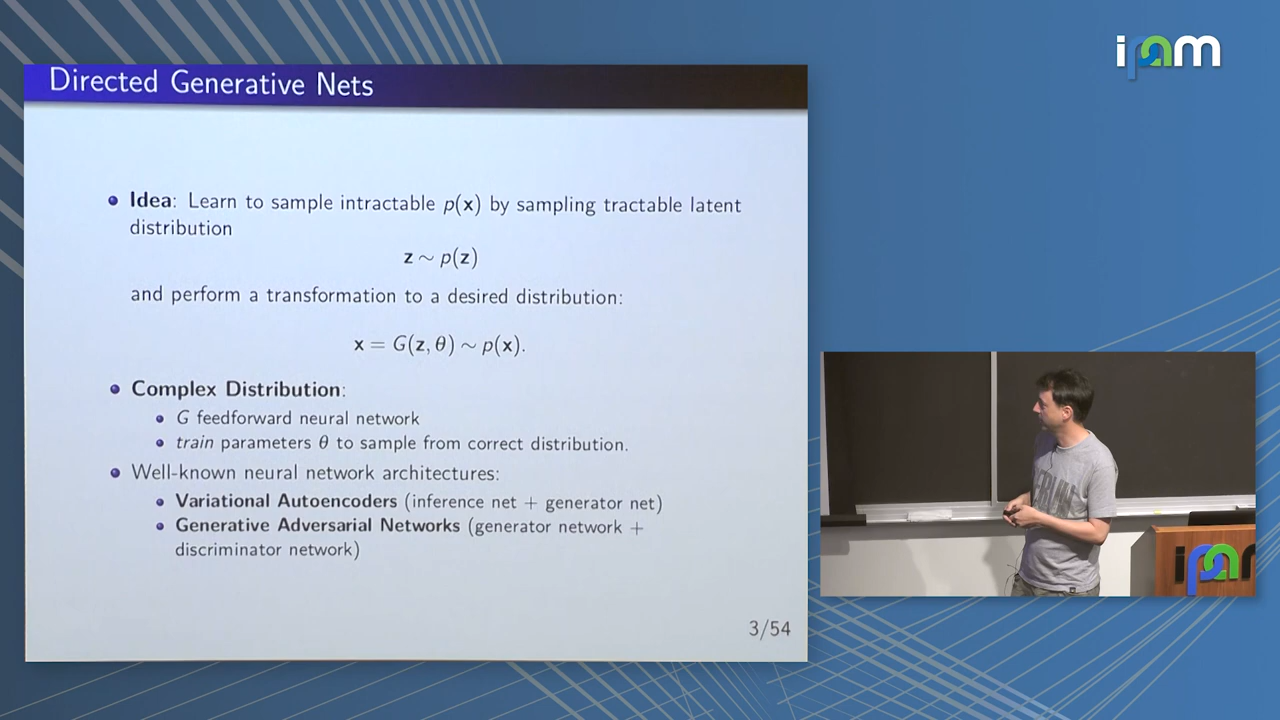 ipam
Directed Generative Nets
Idea: Learn to sample intractable p(x) by sampling tractable latent
distribution
z ∼ p(z)
and perform a transformation to a desired distribution:
x = G(z, θ) ∼ p(x).
Complex Distribution:
G feedforward neural network
train parameters θ to sample from correct distribution.
Well-known neural network architectures:
Variational Autoencoders (inference net + generator net)
Generative Adversarial Networks (generator network +
discriminator network)
3/54